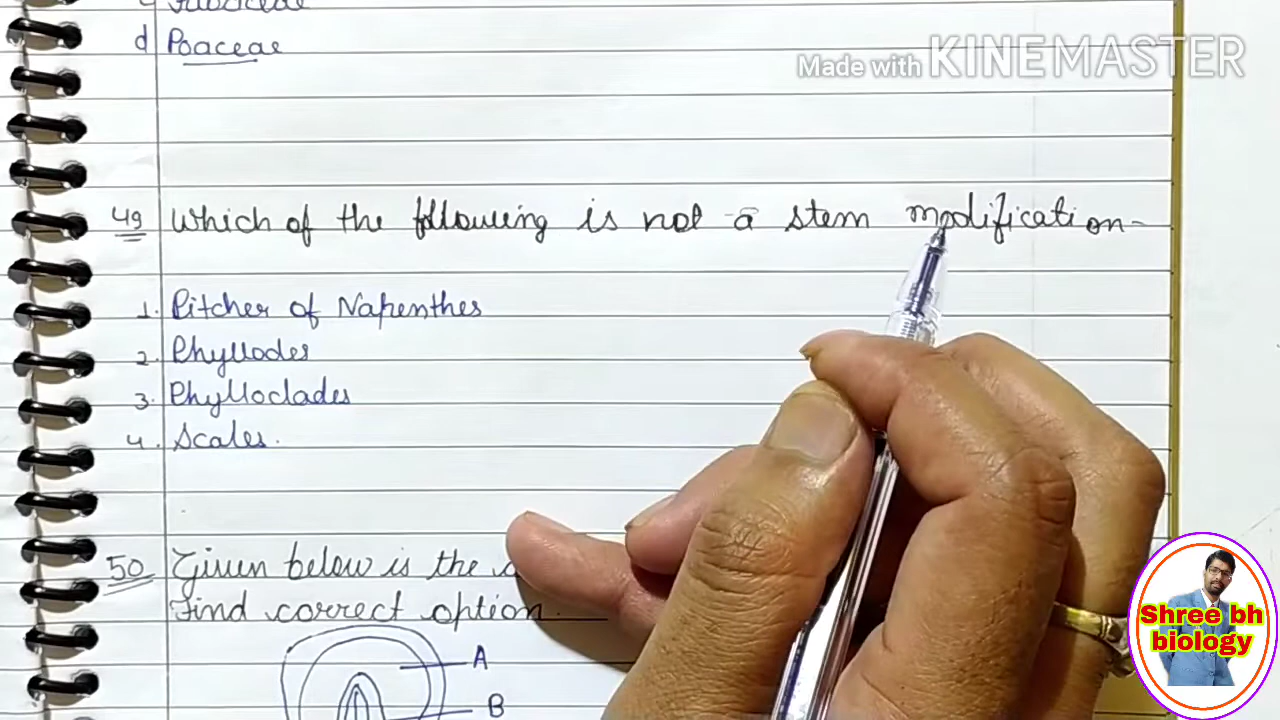 d Poaceae
Made with KINEMASTER
49 Which of the following is not a stem modification-
1. Pitcher of Napenthes
2. Phyllodes
3. Phylloclades
4. Scales.
50 Given below is the
Find correct option
A
B
Shree bh
biology